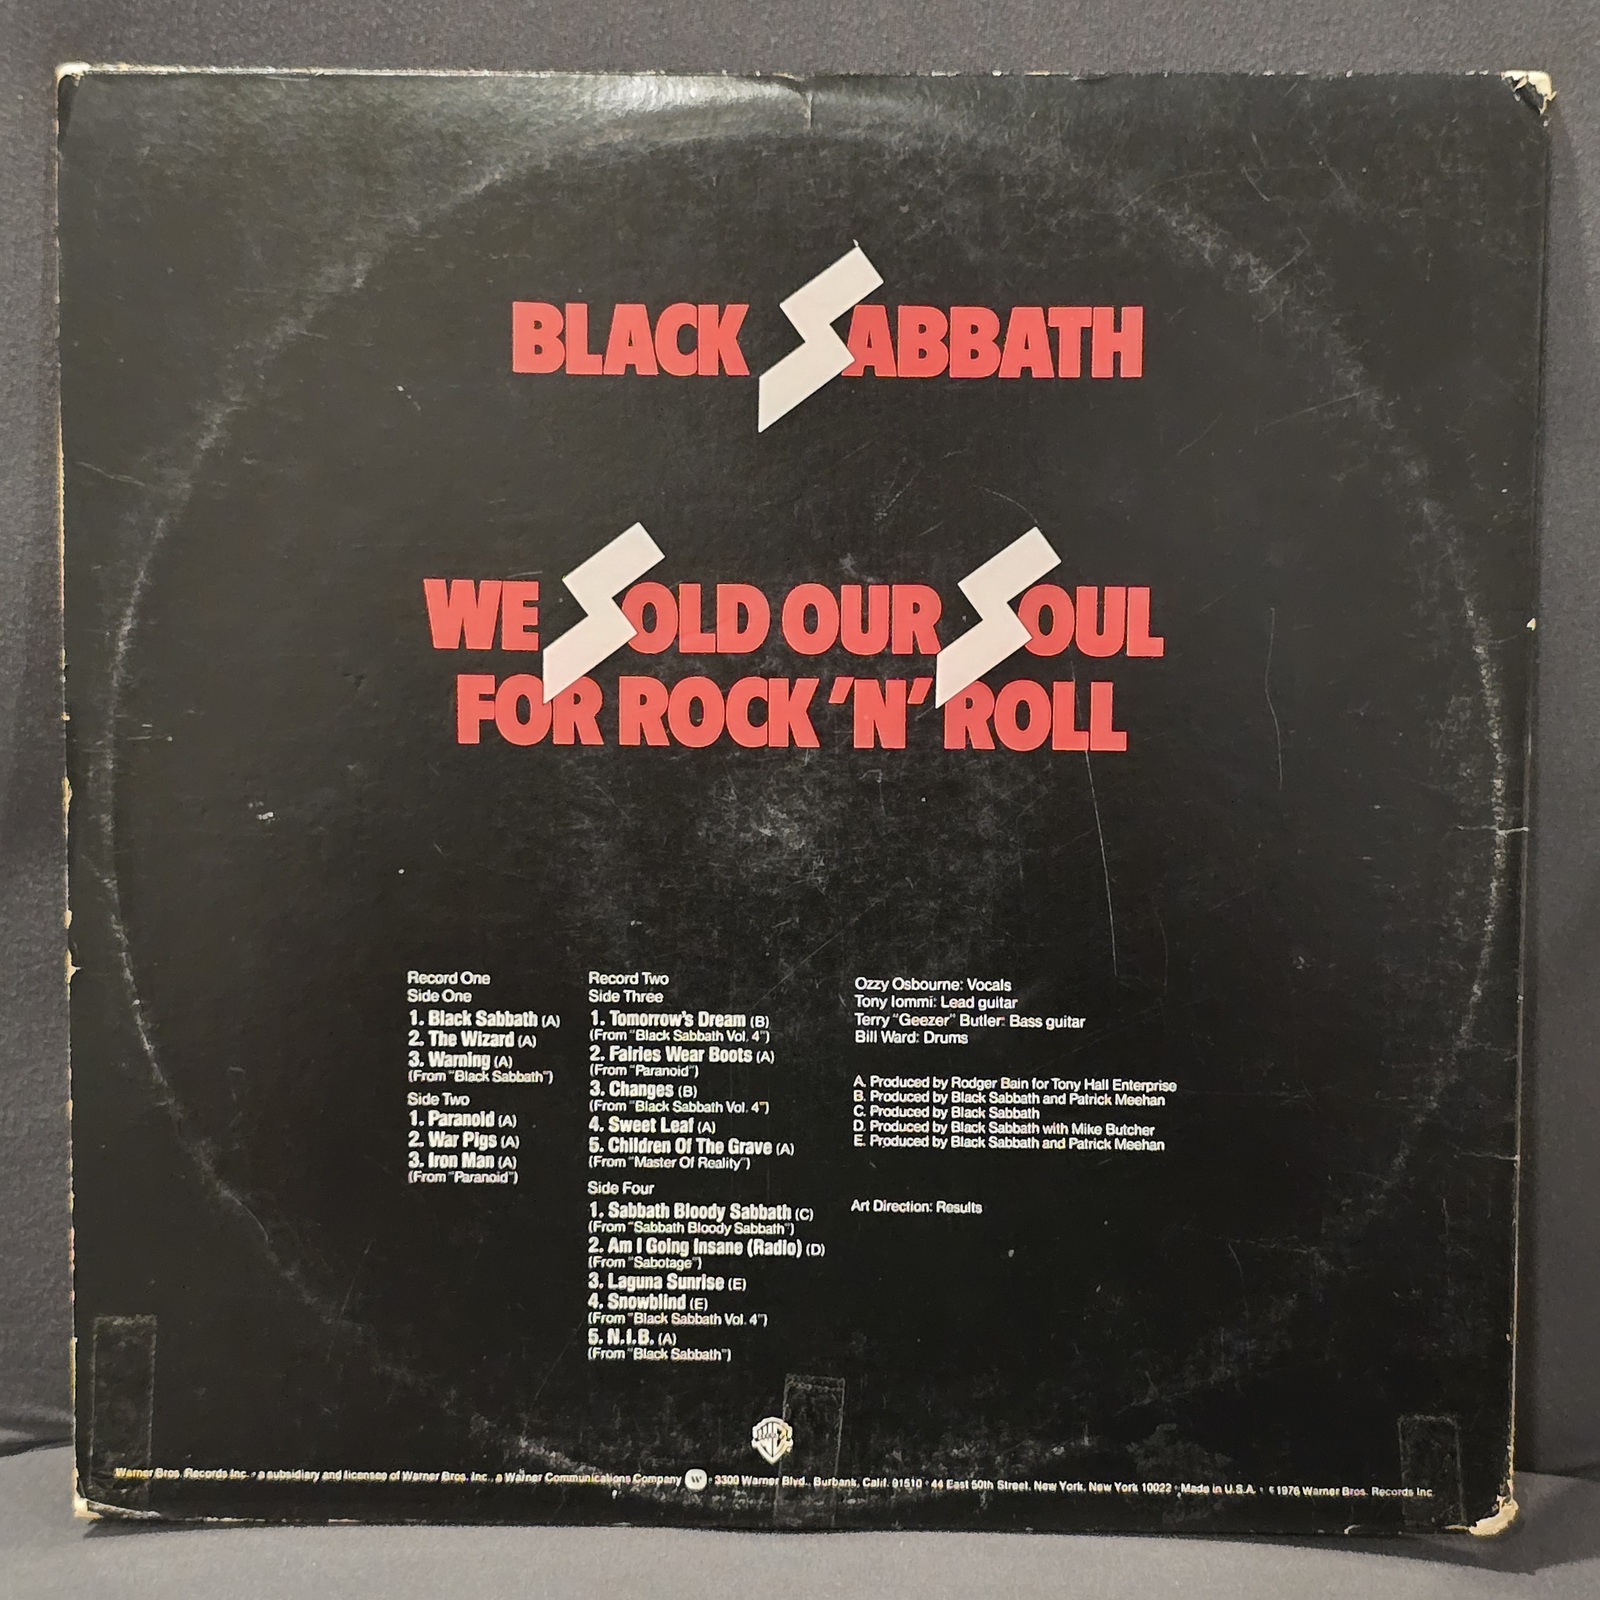 BLACK SABBATH
WE SOLD OUR SOUL
FOR ROCK 'N' ROLL
Record One
Side One
1. Black Sabbath (A)
2. The Wizard (A)
3. Warning (A)
(From "Black Sabbath")
Side Two
1. Paranoid (A)
2. War Pigs (A)
3. Iron Man (A)
(From "Paranoid")
Record Two
Side Three
1. Tomorrow's Dream (B)
(From "Black Sabbath Vol. 4")
2. Fairies Wear Boots (A)
(From "Paranoid")
3. Changes (B)
(From "Black Sabbath Vol. 4")
4. Sweet Leaf (A)
5. Children Of The Grave (A)
(From "Master Of Reality")
Side Four
1. Sabbath Bloody Sabbath (C)
(From "Sabbath Bloody Sabbath")
2. Am I Going Insane (Radio) (D)
(From "Sabotage")
3. Laguna Sunrise (E)
4. Snowblind (E)
(From "Black Sabbath Vol. 4")
5. N.I.B. (A)
(From "Black Sabbath")
Ozzy Osbourne: Vocals
Tony Iommi: Lead guitar
Terry "Geezer" Butler: Bass guitar
Bill Ward: Drums
A. Produced by Rodger Bain for Tony Hall Enterprise
B. Produced by Black Sabbath and Patrick Meehan
C. Produced by Black Sabbath
D. Produced by Black Sabbath with Mike Butcher
E. Produced by Black Sabbath and Patrick Meehan
Art Direction: Results
Warner Bros. Records Inc. • a subsidiary and licensee of Warner Bros. Inc., a Warner Communications Company W • 3300 Warner Blvd., Burbank, Calif. 91510 • 44 East 50th Street, New York, New York 10022 • Made in U.S.A. • ©1976 Warner Bros. Records Inc.